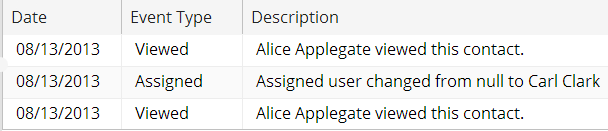 Date Event Type Description
08/13/2013 Viewed Alice Applegate viewed this contact.
08/13/2013 Assigned Assigned user changed from null to Carl Clark
08/13/2013 Viewed Alice Applegate viewed this contact.